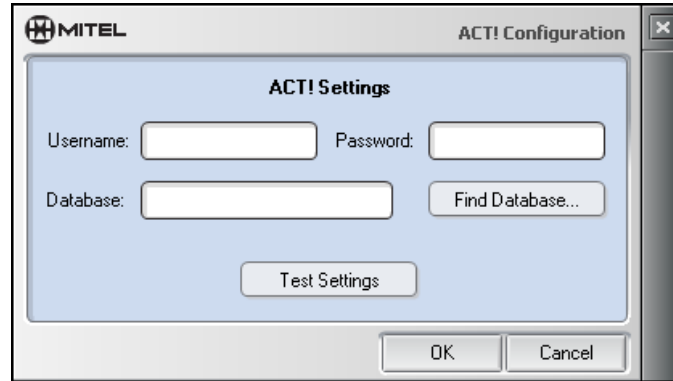 MITEL ACT! Configuration
ACT! Settings
Username: Password:
Database: Find Database...
Test Settings
OK Cancel